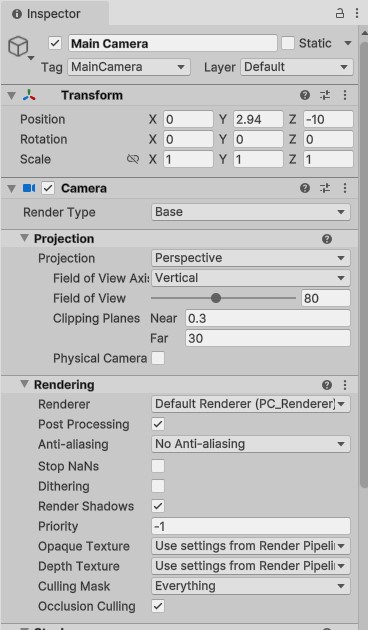 Inspector
Main Camera Static
Tag MainCamera Layer Default
Transform
Position X 0 Y 2.94 Z -10
Rotation X 0 Y 0 Z 0
Scale X 1 Y 1 Z 1
Camera
Render Type Base
Projection
Projection Perspective
Field of View Axi Vertical
Field of View 80
Clipping Planes Near 0.3
Far 30
Physical Camera
Rendering
Renderer Default Renderer (PC_Renderer)
Post Processing
Anti-aliasing No Anti-aliasing
Stop NaNs
Dithering
Render Shadows
Priority -1
Opaque Texture Use settings from Render Pipeli
Depth Texture Use settings from Render Pipeli
Culling Mask Everything
Occlusion Culling